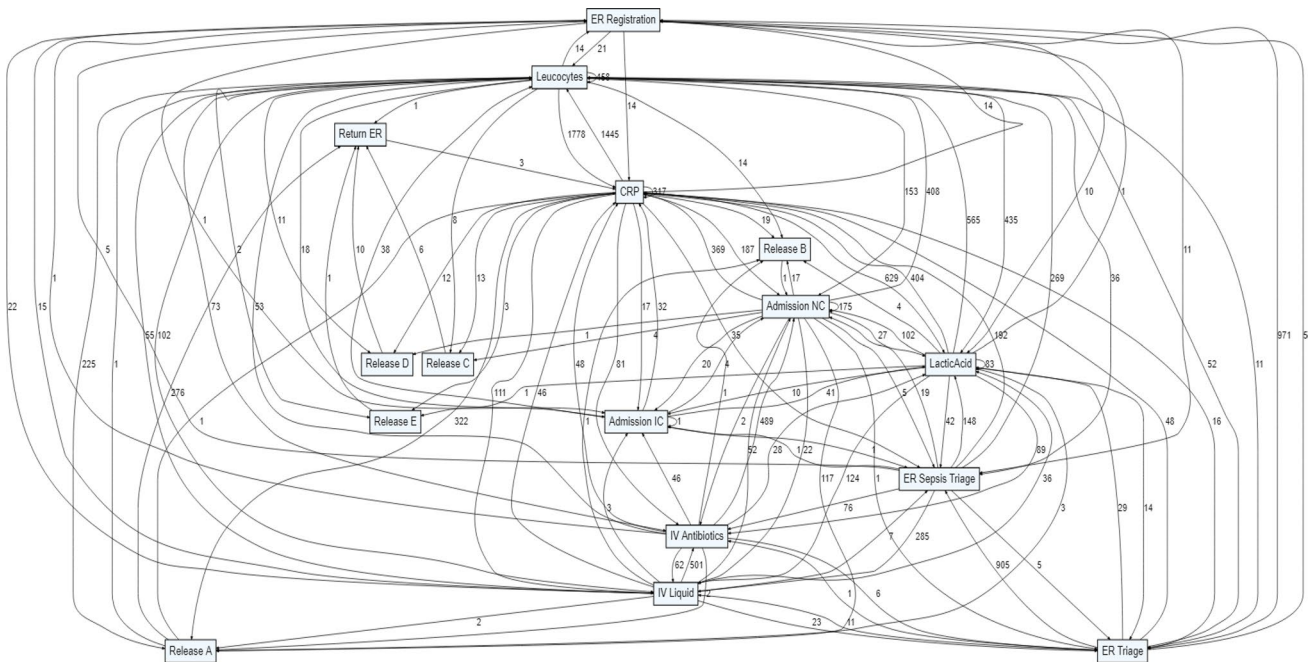 ER Registration
14 21
Leucocytes 458
1 14 14
Return ER 1778 1445
3
CRP 317
153 408 10 1
1 11 8 19 565 435
5 2 18 38 10 6 12 13 369 187 Release B 629 404 269 36 11
1 17
Admission NC 175
22 15 1 73 53 1 3 17 32 35 4 971 5
1 4 27 102 192 52 11
Release D Release C 20 4 LacticAcid 83
55 102 48 81 1
225 1 276 111 46 Release E 1 10 41 5 19 48 16
Admission IC 1
1 322 1 2 489 28 42 148
52 22 1 1 89
46 117 124 ER Sepsis Triage 36
3 76 3 29 14
IV Antibiotics 7 285
62 501 905 5
IV Liquid 2 1 6
2 23 11
Release A ER Triage